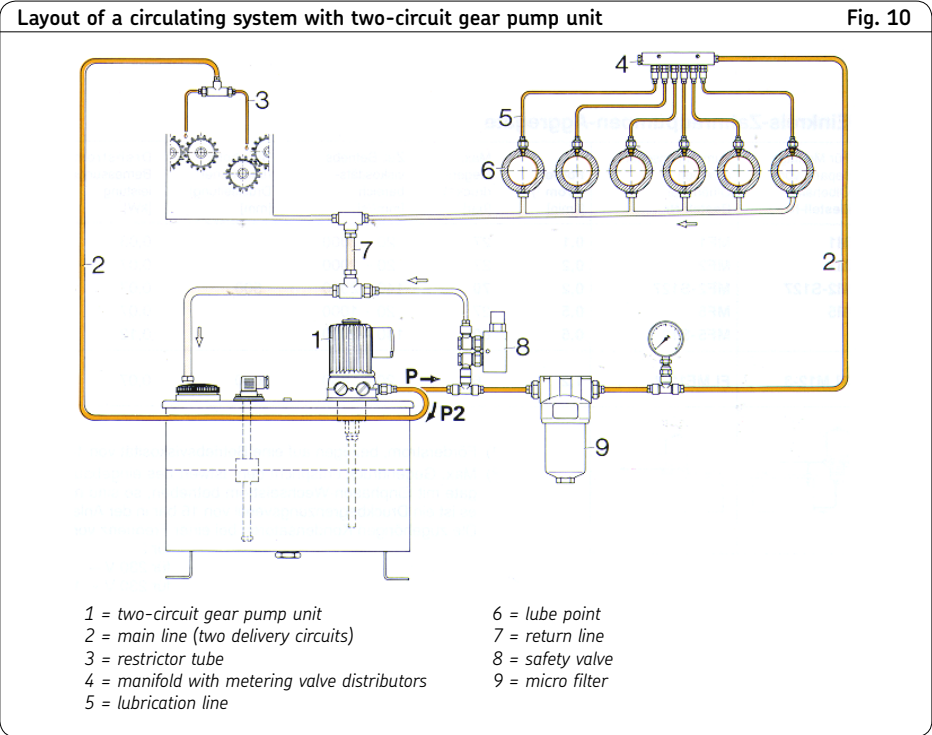 Layout of a circulating system with two-circuit gear pump unit Fig. 10
4
3
5
6
2
7
2
1
8
P
P2
9
1 = two-circuit gear pump unit
2 = main line (two delivery circuits)
3 = restrictor tube
4 = manifold with metering valve distributors
5 = lubrication line
6 = lube point
7 = return line
8 = safety valve
9 = micro filter